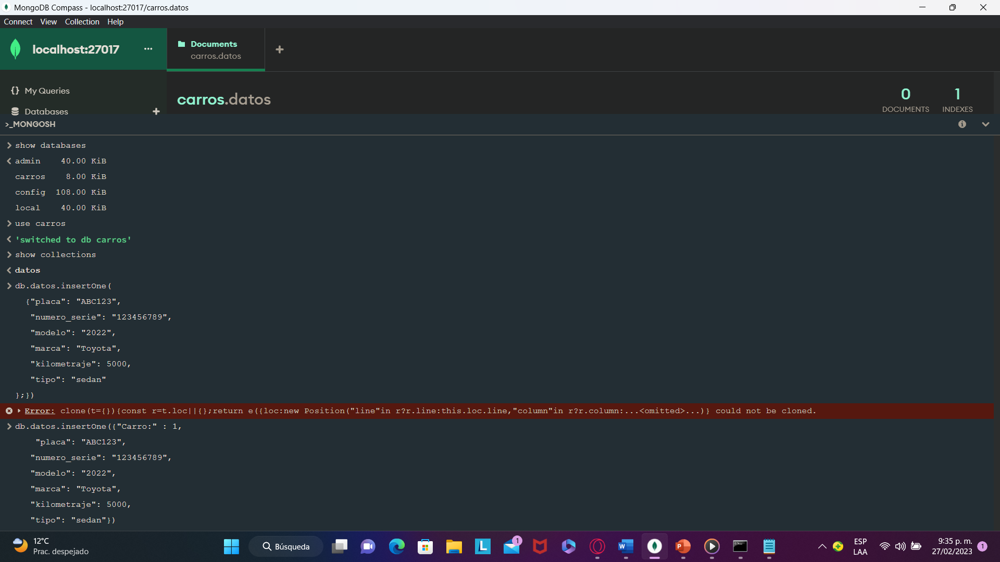 MongoDB Compass - localhost:27017/carros.datos
Connect View Collection Help
localhost:27017 ...
Documents
carros.datos
+
{} My Queries
Databases +
carros.datos
0
DOCUMENTS
1
INDEXES
>_MONGOSH
> show databases
< admin 40.00 KiB
carros 8.00 KiB
config 108.00 KiB
local 40.00 KiB
> use carros
< 'switched to db carros'
> show collections
< datos
> db.datos.insertOne(
{"placa": "ABC123",
"numero_serie": "123456789",
"modelo": "2022",
"marca": "Toyota",
"kilometraje": 5000,
"tipo": "sedan"
};})
Error: clone(t={}){const r=t.loc||{};return e({loc:new Position("line"in r?r.line:this.loc.line,"column"in r?r.column:...<omitted>...)} could not be cloned.
> db.datos.insertOne({"Carro:" : 1,
"placa": "ABC123",
"numero_serie": "123456789",
"modelo": "2022",
"marca": "Toyota",
"kilometraje": 5000,
"tipo": "sedan"})
12°C
Prac. despejado
Búsqueda
L
1
W
P
ESP
LAA
9:35 p. m.
27/02/2023
1